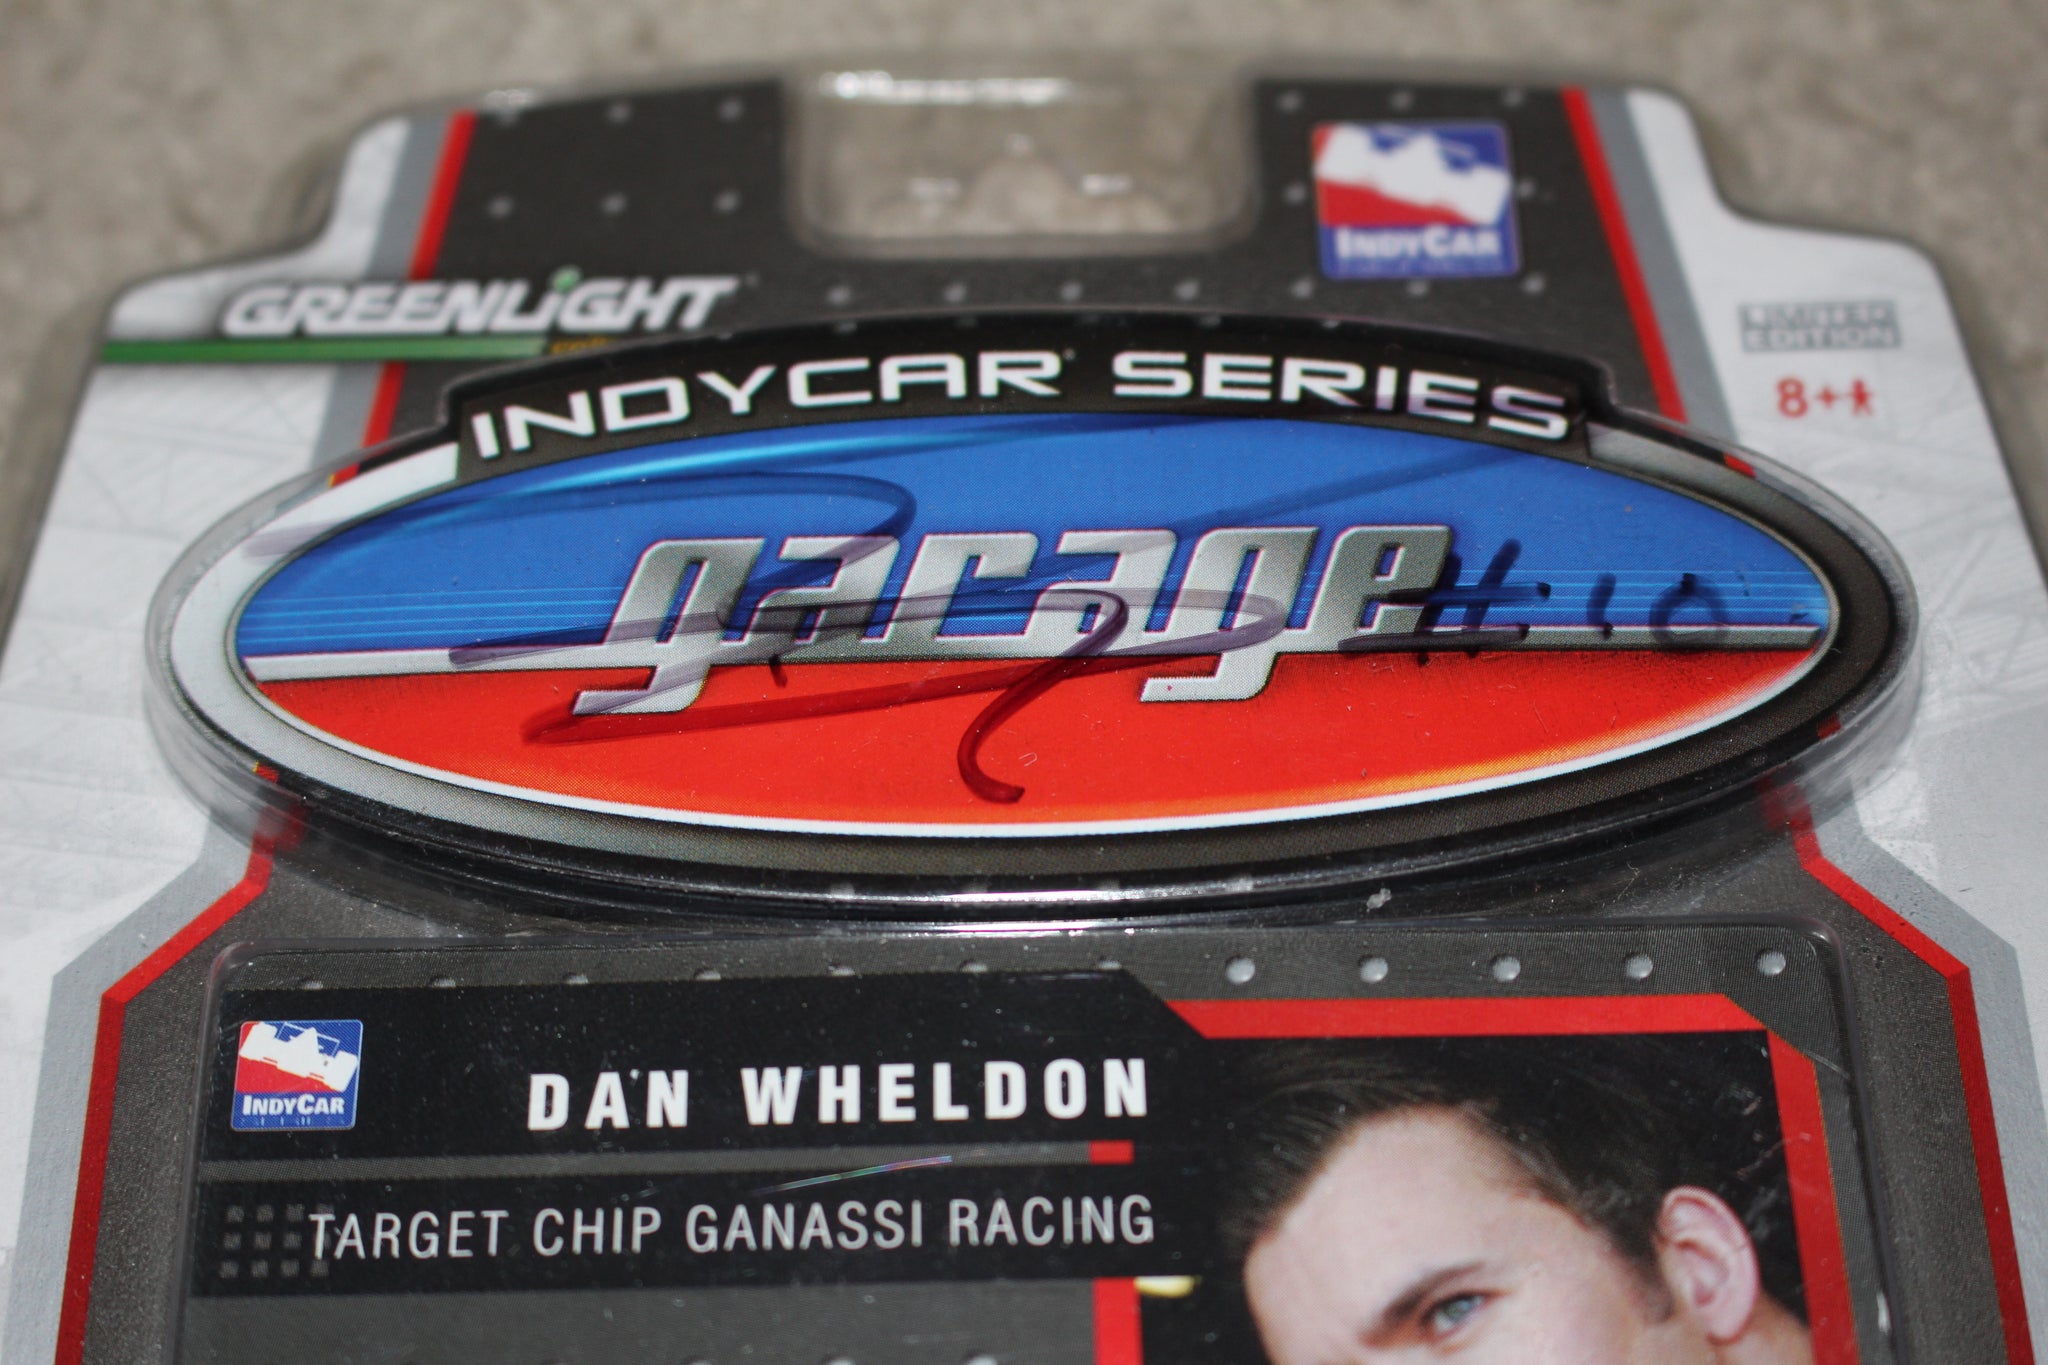 GREENLIGHT
INDYCAR
LIMITED
EDITION
8+
INDYCAR SERIES
garage
#10
INDYCAR
DAN WHELDON
TARGET CHIP GANASSI RACING